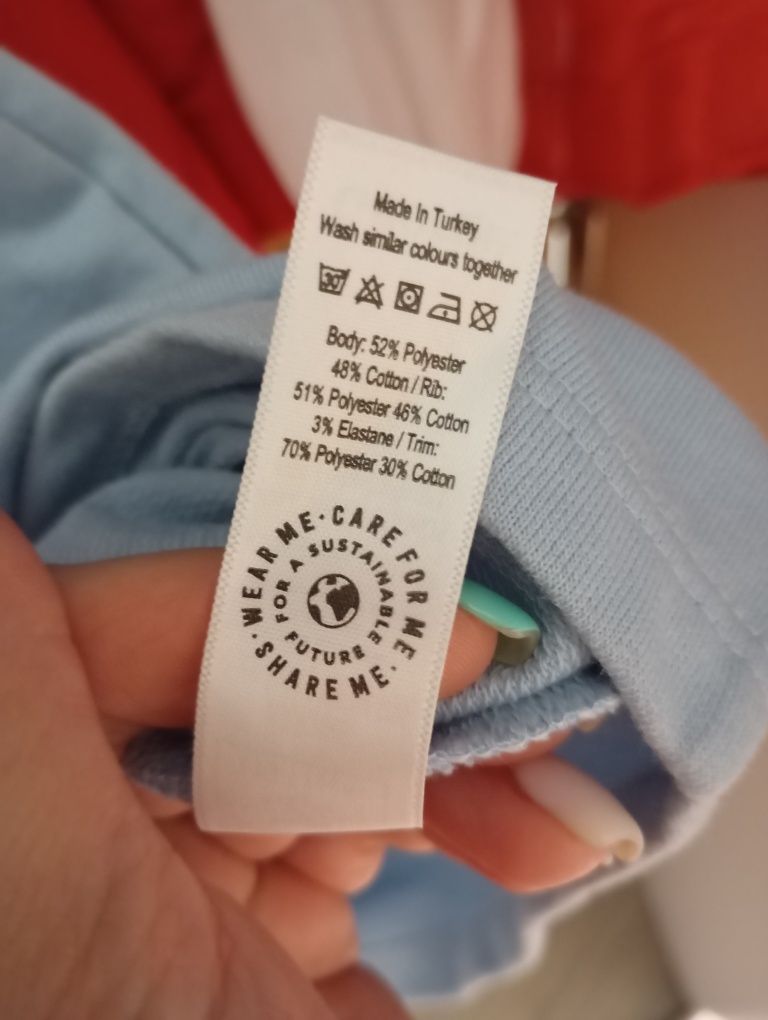 Made In Turkey
Wash similar colours together
30
Body: 52% Polyester
48% Cotton / Rib:
51% Polyester 46% Cotton
3% Elastane / Trim:
70% Polyester 30% Cotton
WEAR ME · CARE FOR ME · SHARE ME ·
FOR A SUSTAINABLE FUTURE